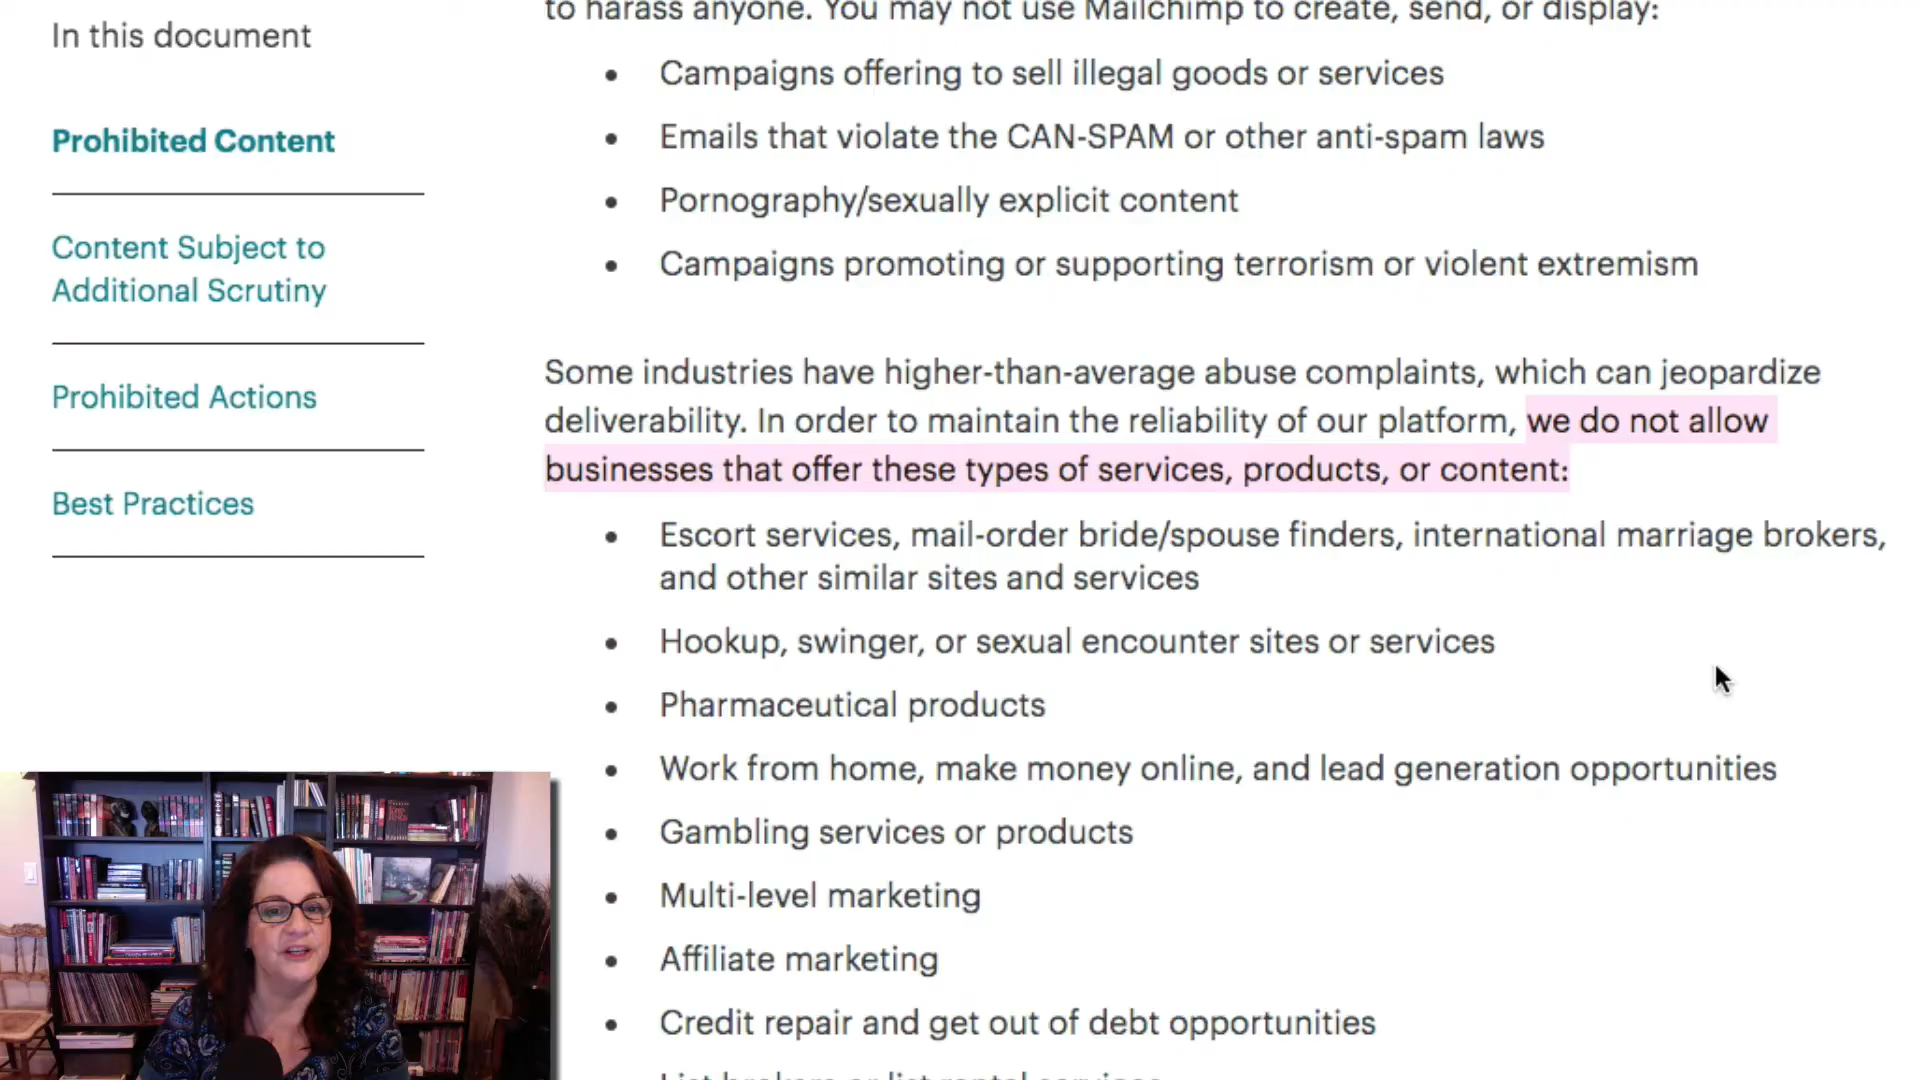 In this document
Prohibited Content
Content Subject to
Additional Scrutiny
Prohibited Actions
Best Practices
to harass anyone. You may not use Mailchimp to create, send, or display:
• Campaigns offering to sell illegal goods or services
• Emails that violate the CAN-SPAM or other anti-spam laws
• Pornography/sexually explicit content
• Campaigns promoting or supporting terrorism or violent extremism
Some industries have higher-than-average abuse complaints, which can jeopardize
deliverability. In order to maintain the reliability of our platform, we do not allow
businesses that offer these types of services, products, or content:
• Escort services, mail-order bride/spouse finders, international marriage brokers,
and other similar sites and services
• Hookup, swinger, or sexual encounter sites or services
• Pharmaceutical products
• Work from home, make money online, and lead generation opportunities
• Gambling services or products
• Multi-level marketing
• Affiliate marketing
• Credit repair and get out of debt opportunities
List brokers or list rental services